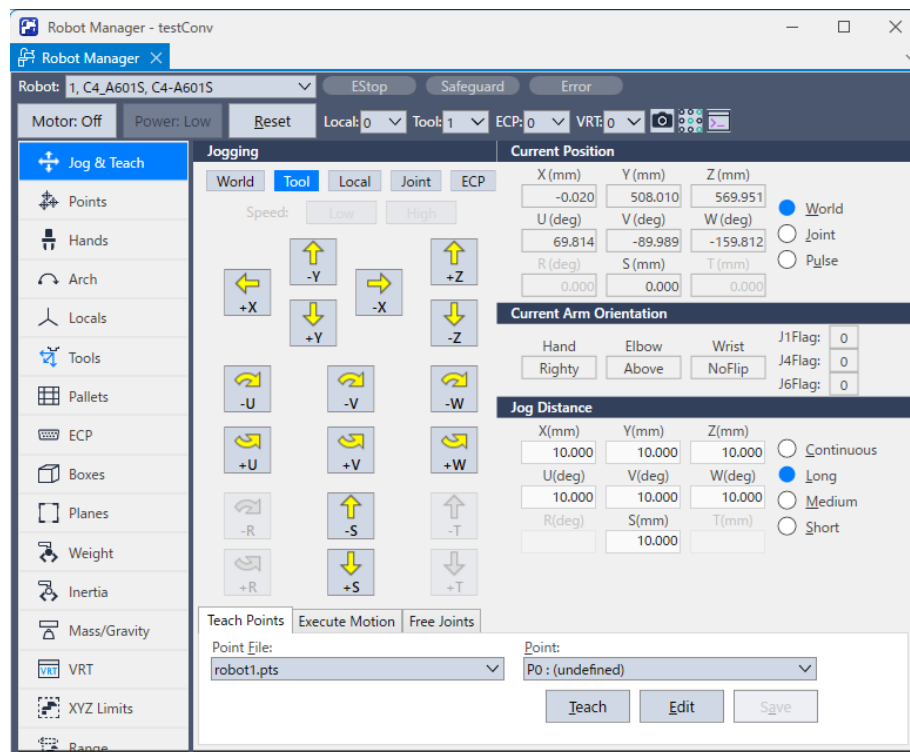 Robot Manager - testConv
Robot Manager
Robot: 1, C4_A601S, C4-A601S EStop Safeguard Error
Motor: Off Power: Low Reset Local: 0 Tool: 1 ECP: 0 VRT: 0
Jog & Teach
Points
Hands
Arch
Locals
Tools
Pallets
ECP
Boxes
Planes
Weight
Inertia
Mass/Gravity
VRT VRT
XYZ Limits
Range
Jogging
World Tool Local Joint ECP
Speed: Low High
-Y +Z
+X -X
+Y -Z
-U -V -W
+U +V +W
-R -S -T
+R +S +T
Current Position
X (mm) Y (mm) Z (mm)
-0.020 508.010 569.951
U (deg) V (deg) W (deg)
69.814 -89.989 -159.812
R (deg) S (mm) T (mm)
0.000 0.000 0.000
World
Joint
Pulse
Current Arm Orientation
Hand Elbow Wrist
Righty Above NoFlip
J1Flag: 0
J4Flag: 0
J6Flag: 0
Jog Distance
X(mm) Y(mm) Z(mm)
10.000 10.000 10.000
U(deg) V(deg) W(deg)
10.000 10.000 10.000
R(deg) S(mm) T(mm)
10.000
Continuous
Long
Medium
Short
Teach Points Execute Motion Free Joints
Point File: Point:
robot1.pts P0 : (undefined)
Teach Edit Save